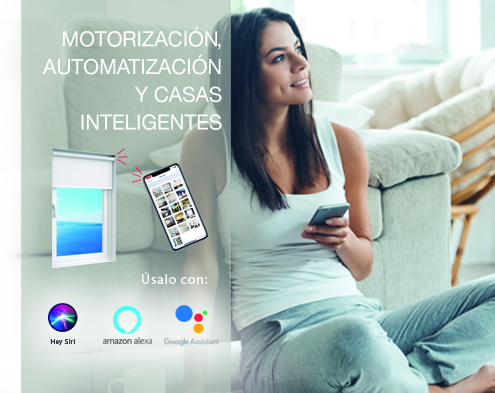 MOTORIZACIÓN,
AUTOMATIZACIÓN
Y CASAS
INTELIGENTES
Úsalo con:
Hey Siri
amazon alexa
Google Assistant